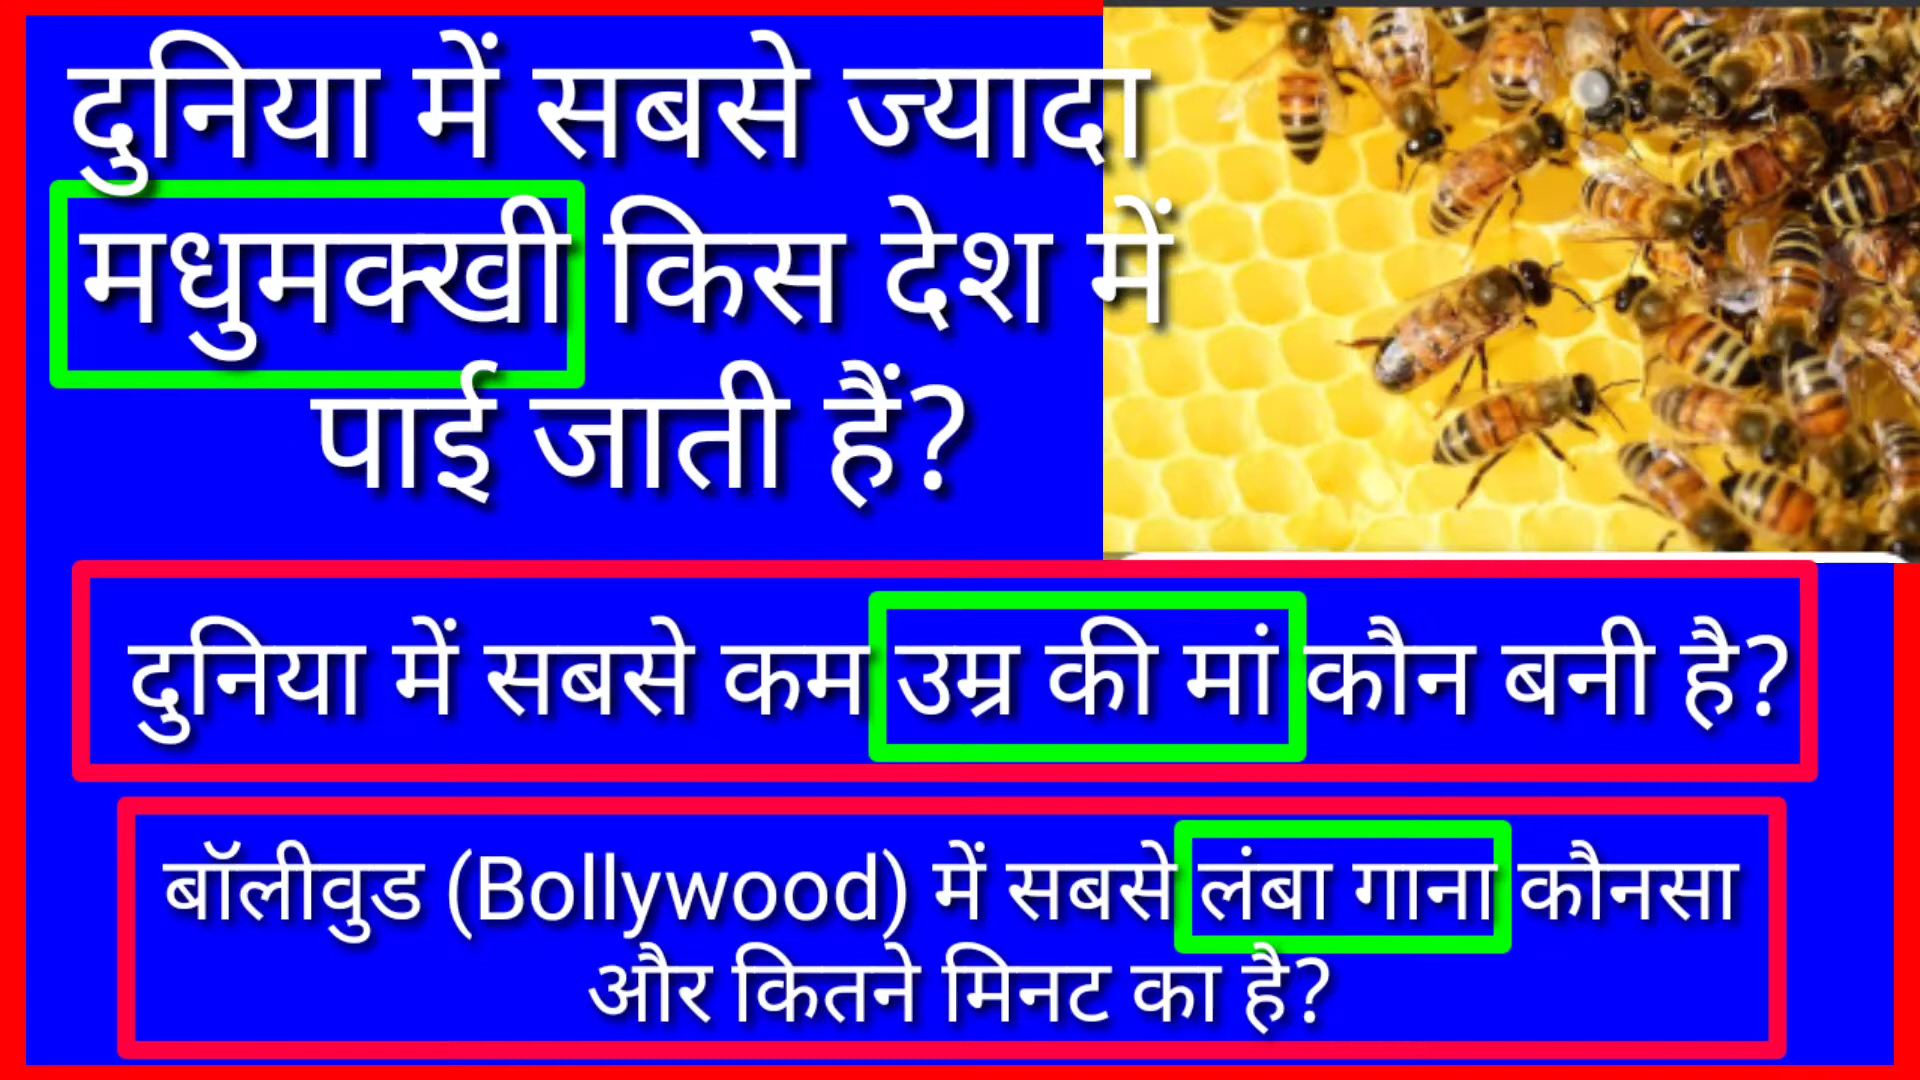 दुनिया में सबसे ज्यादा
मधुमक्खी किस देश में
पाई जाती हैं?
दुनिया में सबसे कम उम्र की मां कौन बनी है?
बॉलीवुड (Bollywood) में सबसे लंबा गाना कौनसा
और कितने मिनट का है?